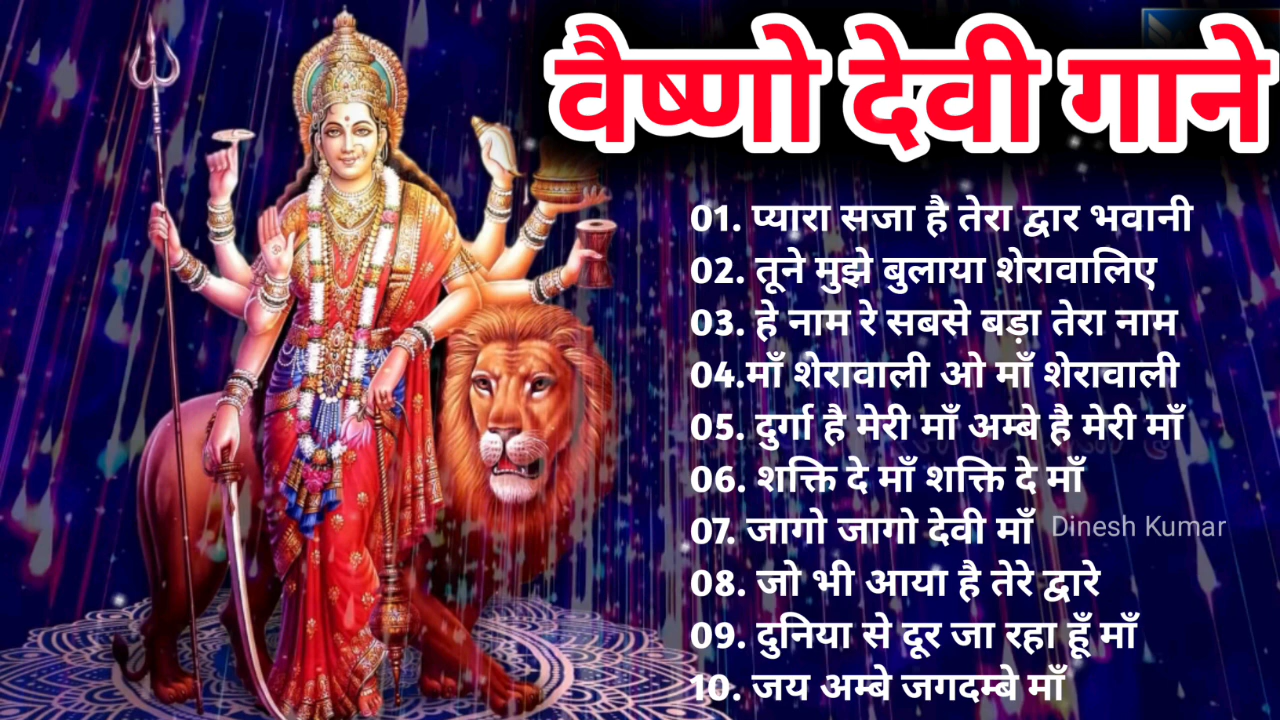 वैष्णो देवी गाने
01. प्यारा सजा है तेरा द्वार भवानी
02. तूने मुझे बुलाया शेरावालिए
03. हे नाम रे सबसे बड़ा तेरा नाम
04.माँ शेरावाली ओ माँ शेरावाली
05. दुर्गा है मेरी माँ अम्बे है मेरी माँ
06. शक्ति दे माँ शक्ति दे माँ
07. जागो जागो देवी माँ Dinesh Kumar
08. जो भी आया है तेरे द्वारे
09. दुनिया से दूर जा रहा हूँ माँ
10. जय अम्बे जगदम्बे माँ